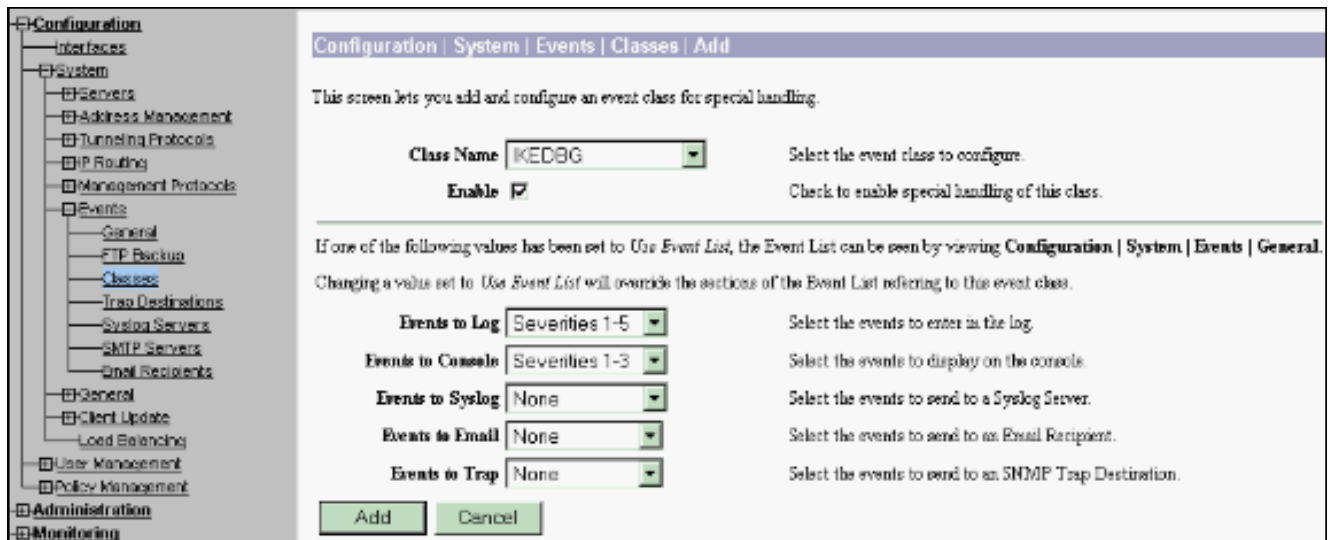 Configuration
Interfaces
System
Servers
Address Management
Tunneling Protocols
IP Routing
Management Protocols
Events
General
FTP Backup
Classes
Trap Destinations
Syslog Servers
SMTP Servers
Email Recipients
General
Client Update
Load Balancing
User Management
Policy Management
Administration
Monitoring
Configuration | System | Events | Classes | Add
This screen lets you add and configure an event class for special handling.
Class Name IKEDBG Select the event class to configure.
Enable Check to enable special handling of this class.
If one of the following values has been set to Use Event List, the Event List can be seen by viewing Configuration | System | Events | General.
Changing a value set to Use Event List will override the sections of the Event List referring to this event class.
Events to Log Severities 1-5 Select the events to enter in the log.
Events to Console Severities 1-3 Select the events to display on the console.
Events to Syslog None Select the events to send to a Syslog Server.
Events to Email None Select the events to send to an Email Recipient.
Events to Trap None Select the events to send to an SNMP Trap Destination.
Add Cancel